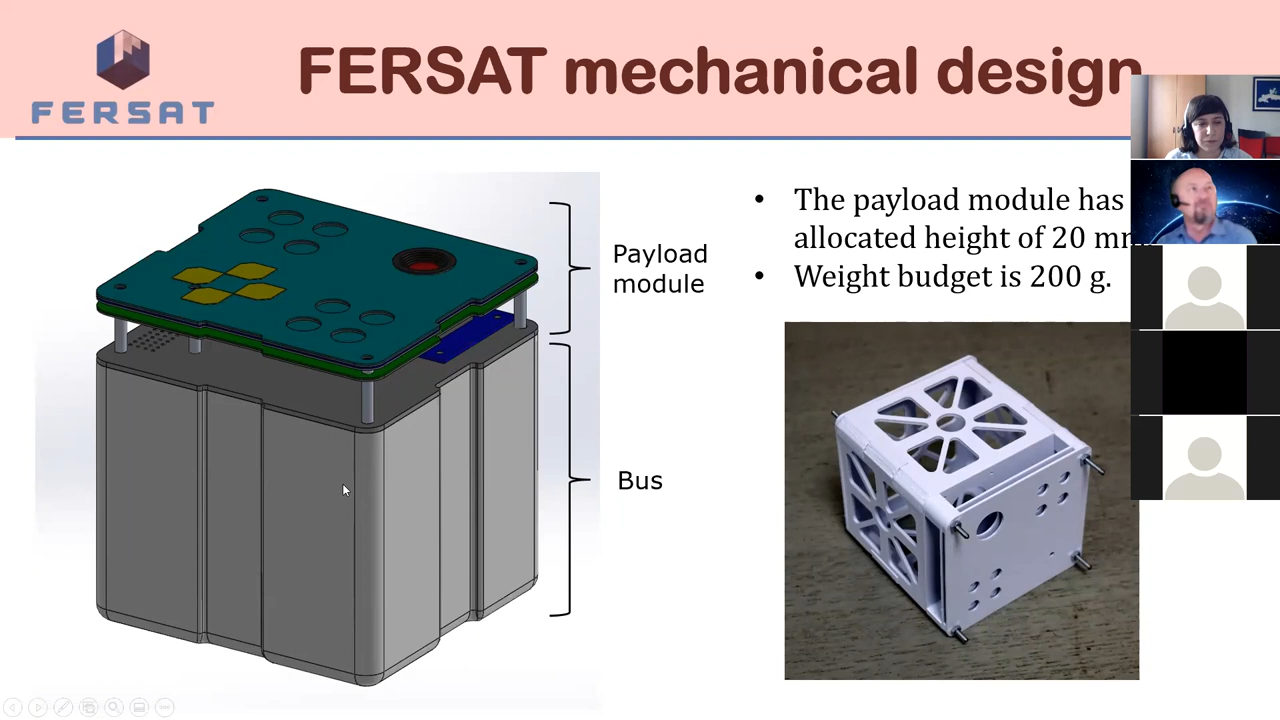 FERSAT
FERSAT mechanical design
Payload
module
Bus
• The payload module has
allocated height of 20
• Weight budget is 200 g.